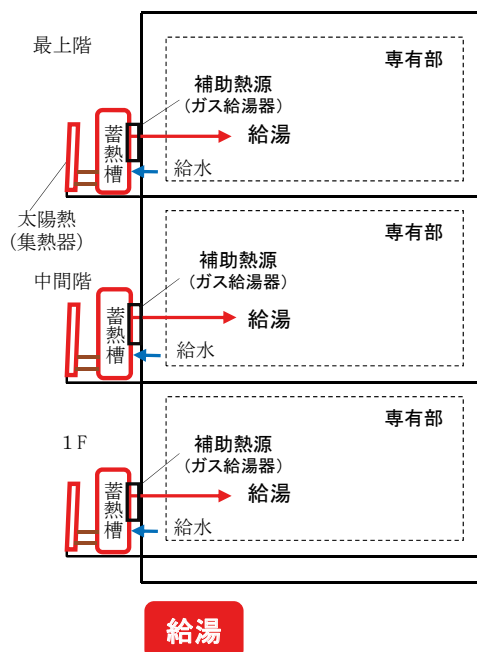 最上階
専有部
補助熱源
(ガス給湯器)
蓄熱槽
給湯
給水
太陽熱
(集熱器)
専有部
中間階
補助熱源
(ガス給湯器)
蓄熱槽
給湯
給水
専有部
1F
補助熱源
(ガス給湯器)
蓄熱槽
給湯
給水
給湯